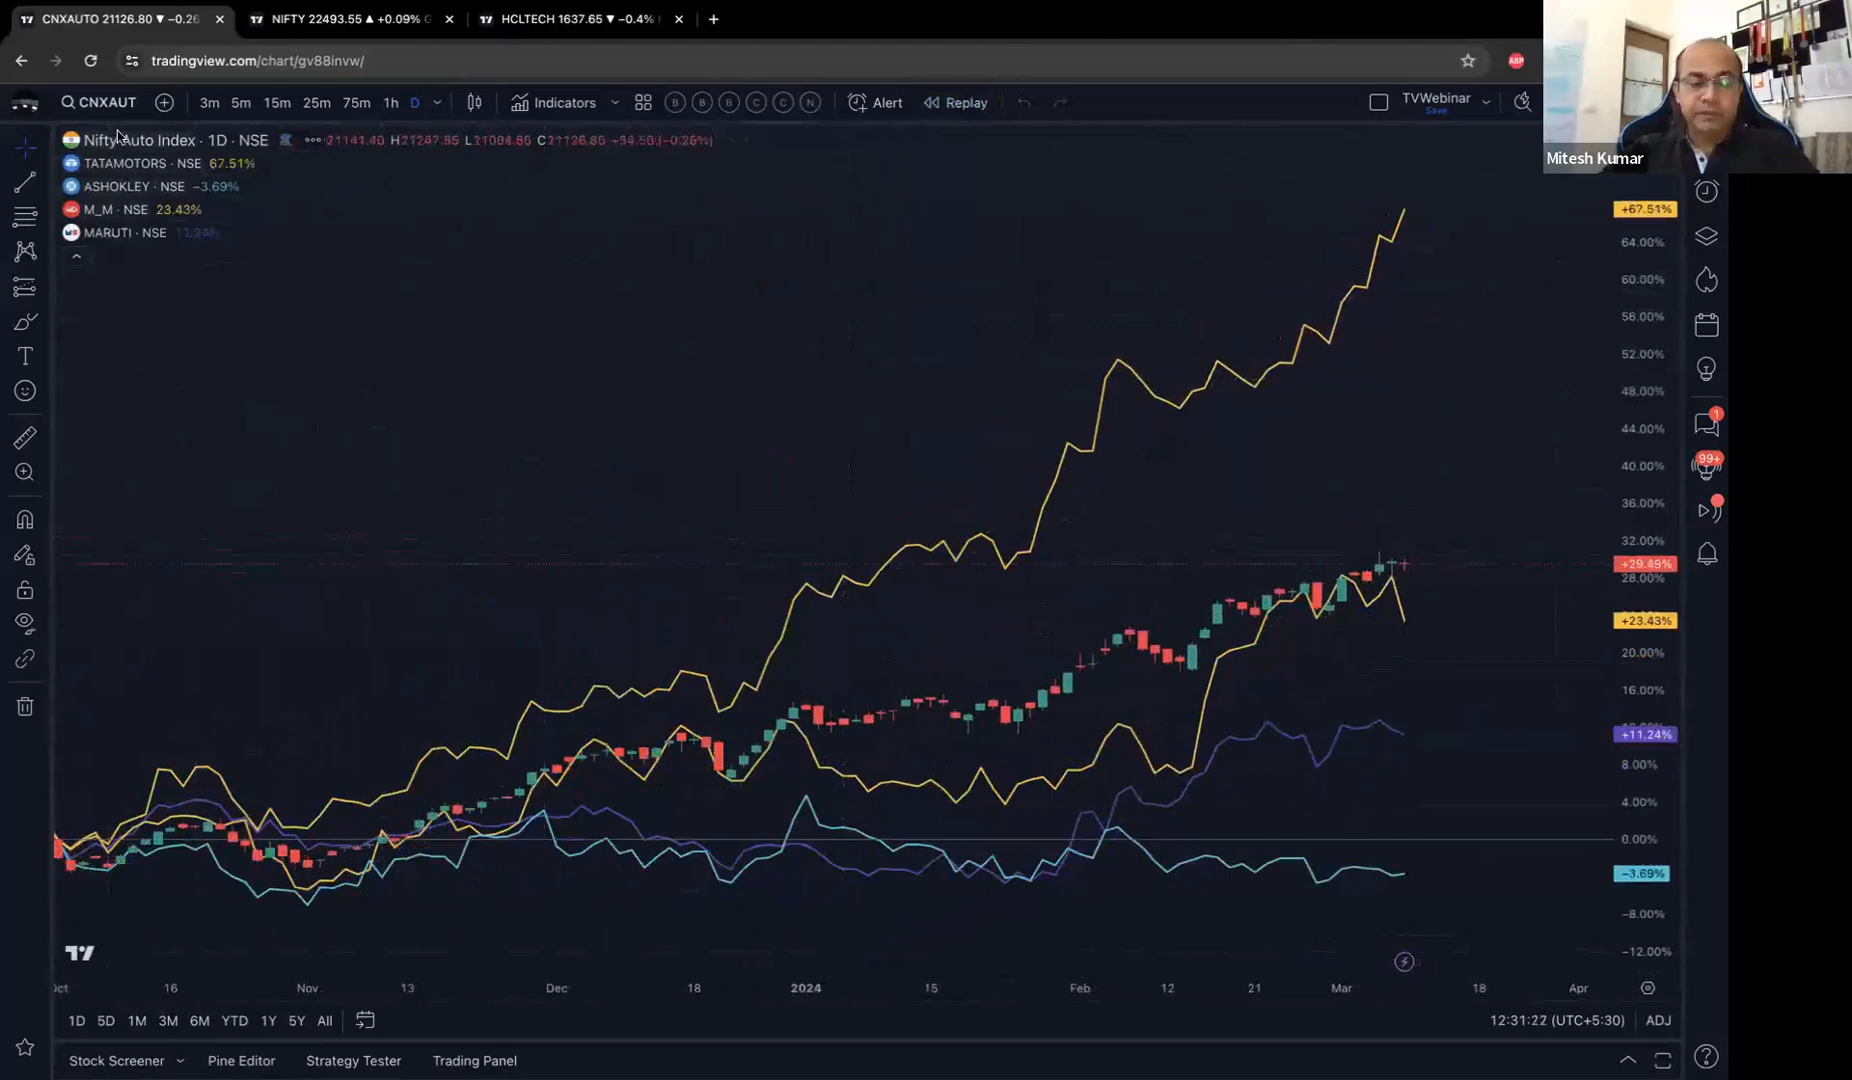 CNXAUTO 21126.80 ▼ −0.26
NIFTY 22493.55 ▲ +0.09%
HCLTECH 1637.65 ▼ −0.4%
tradingview.com/chart/gv88invw/
ABP
CNXAUT 3m 5m 15m 25m 75m 1h D Indicators B B B C C N Alert Replay
TVWebinar
Save
Mitesh Kumar
Nifty Auto Index · 1D · NSE
TATAMOTORS · NSE 67.51%
ASHOKLEY · NSE −3.69%
M_M · NSE 23.43%
MARUTI · NSE 11.24%
+67.51%
64.00%
60.00%
56.00%
52.00%
48.00%
44.00%
40.00%
36.00%
32.00%
+29.49%
28.00%
+23.43%
20.00%
16.00%
+11.24%
8.00%
4.00%
0.00%
−3.69%
−8.00%
−12.00%
1
99+
16 Nov 13 Dec 18 2024 15 Feb 12 21 Mar 18 Apr
1D 5D 1M 3M 6M YTD 1Y 5Y All
12:31:22 (UTC+5:30) ADJ
Stock Screener Pine Editor Strategy Tester Trading Panel